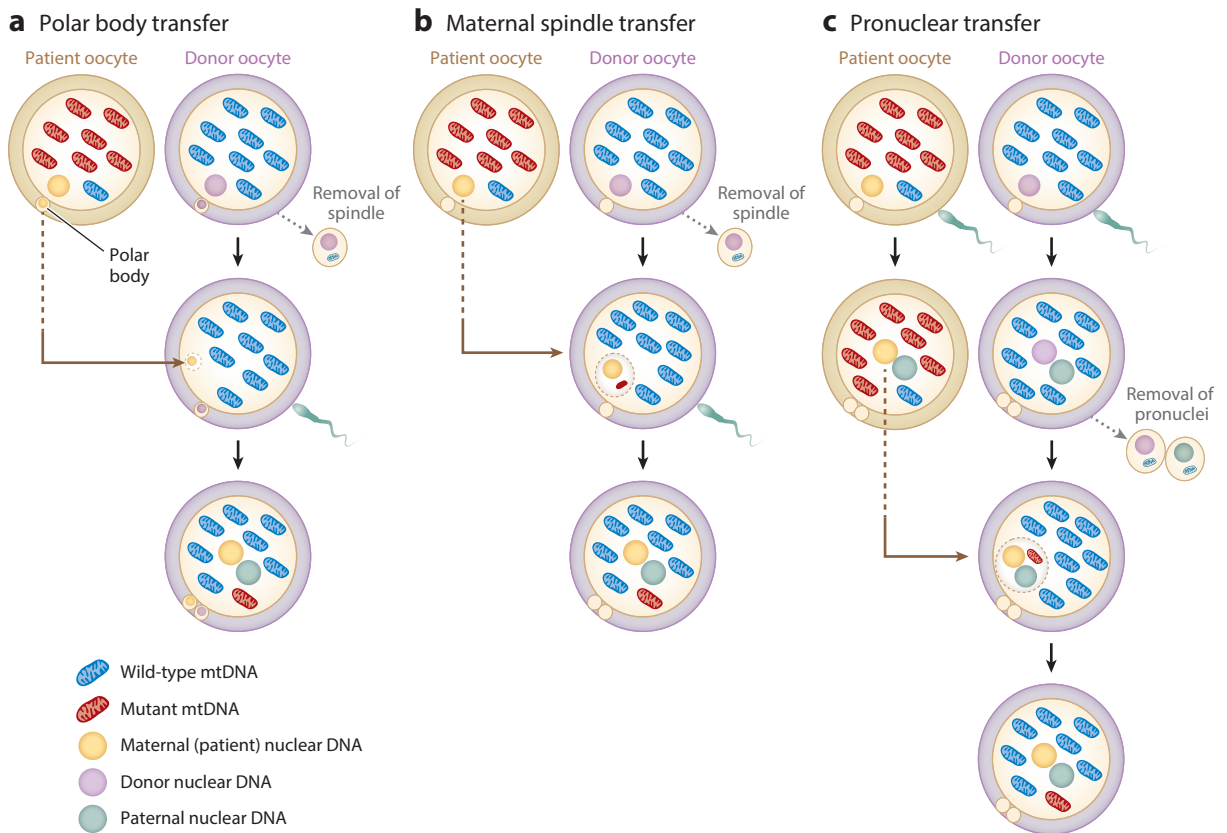 a Polar body transfer
Patient oocyte
Donor oocyte
Removal of
spindle
Polar
body
b Maternal spindle transfer
Patient oocyte
Donor oocyte
Removal of
spindle
c Pronuclear transfer
Patient oocyte
Donor oocyte
Removal of
pronuclei
Wild-type mtDNA
Mutant mtDNA
Maternal (patient) nuclear DNA
Donor nuclear DNA
Paternal nuclear DNA